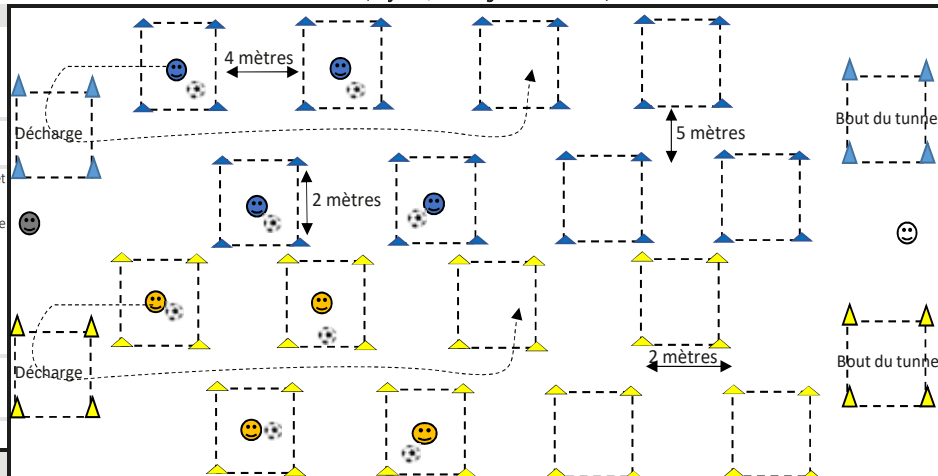 4 mètres
Décharge
5 mètres
Bout du tunne
2 mètres
2 mètres
Décharge
Bout du tunne